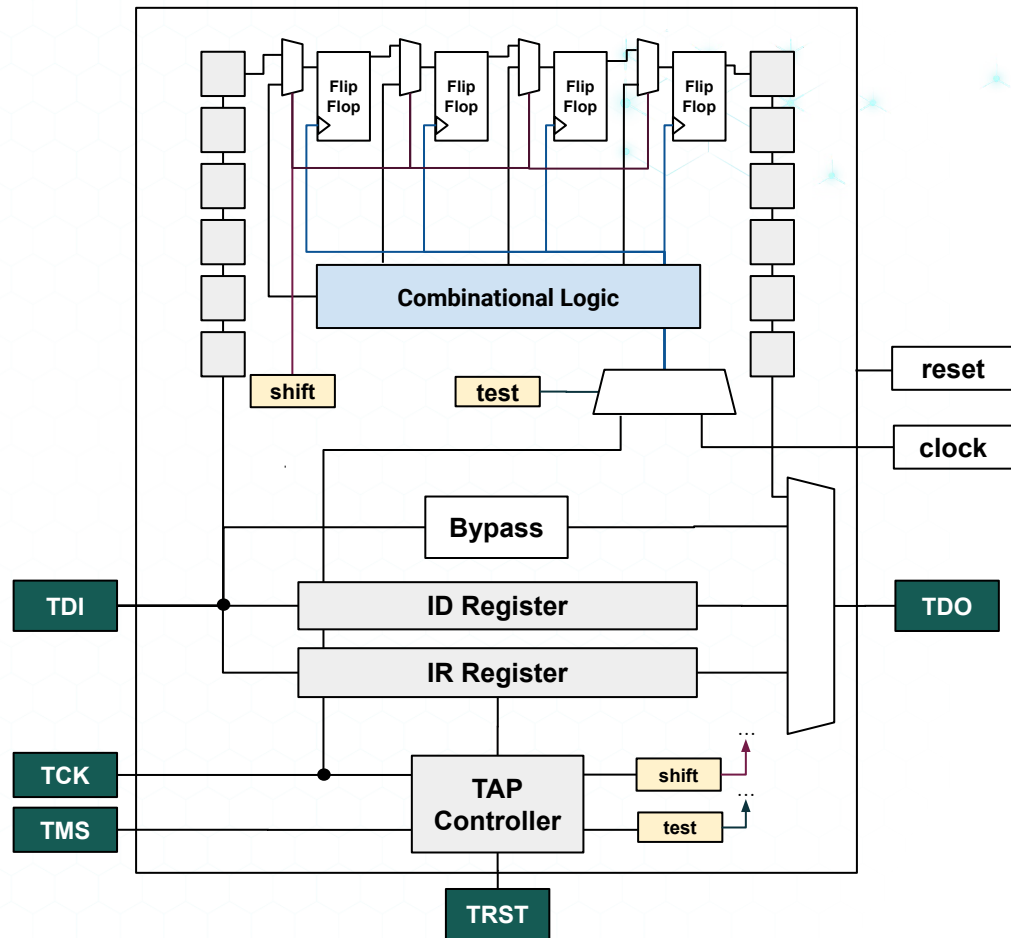 Flip
Flop
Flip
Flop
Flip
Flop
Flip
Flop
Combinational Logic
shift
test
reset
clock
Bypass
TDI
ID Register
TDO
IR Register
TCK
TAP
Controller
shift
...
TMS
test
...
TRST